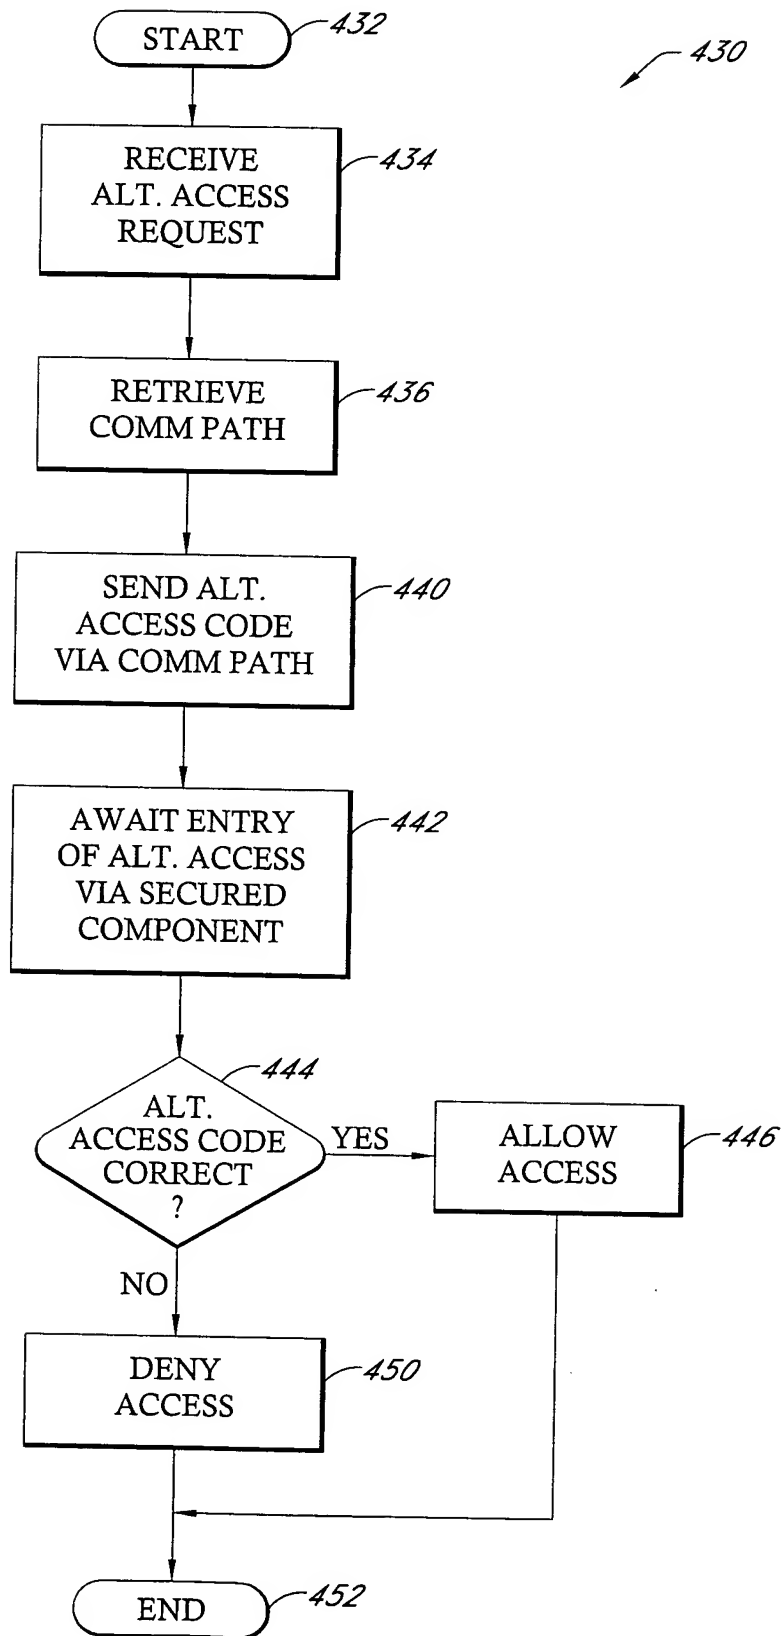 START
432
430
RECEIVE
ALT. ACCESS
REQUEST
434
RETRIEVE
COMM PATH
436
SEND ALT.
ACCESS CODE
VIA COMM PATH
440
AWAIT ENTRY
OF ALT. ACCESS
VIA SECURED
COMPONENT
442
444
ALT.
ACCESS CODE
CORRECT
?
YES
ALLOW
ACCESS
446
NO
DENY
ACCESS
450
END
452